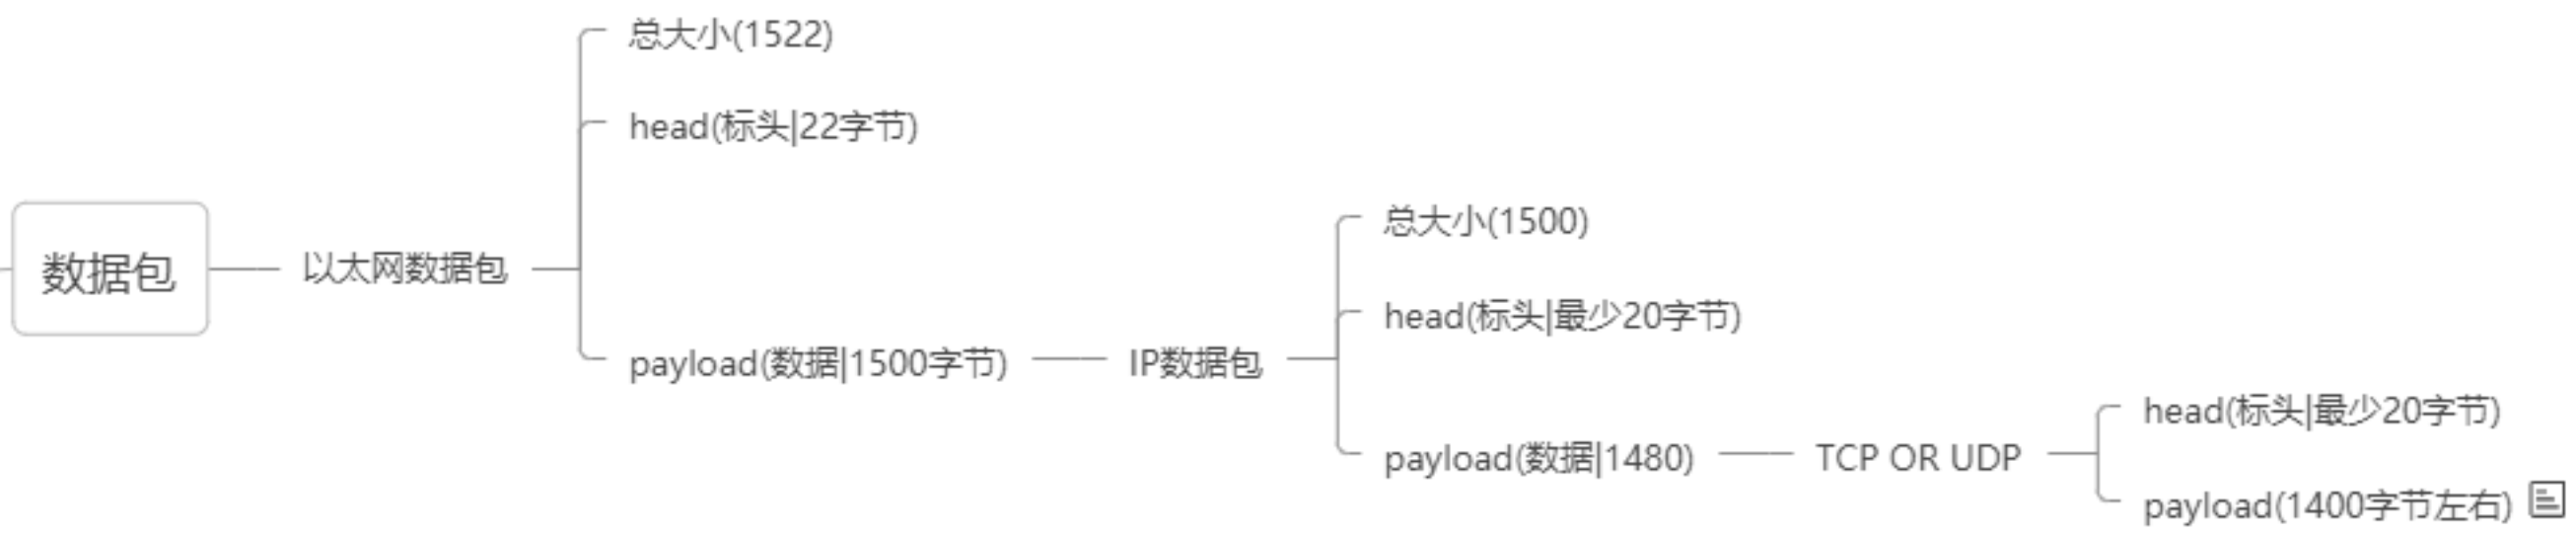 数据包
以太网数据包
总大小(1522)
head(标头|22字节)
payload(数据|1500字节)
IP数据包
总大小(1500)
head(标头|最少20字节)
payload(数据|1480)
TCP OR UDP
head(标头|最少20字节)
payload(1400字节左右)